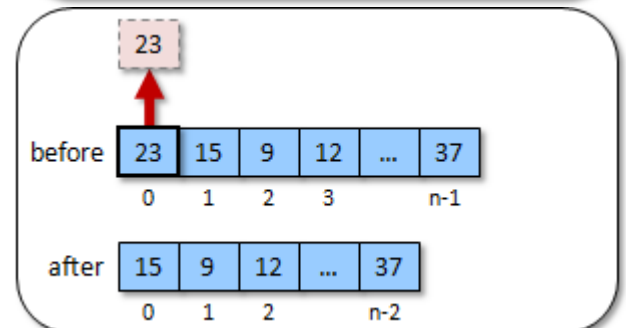 23
before 23 15 9 12 ... 37
0 1 2 3 n-1
after 15 9 12 ... 37
0 1 2 n-2